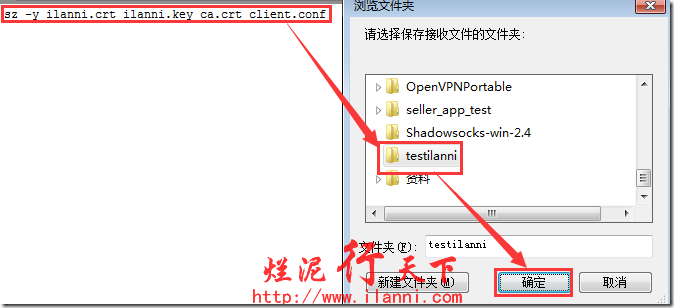 sz -y ilanni.crt ilanni.key ca.crt client.conf
浏览文件夹
请选择保存接收文件的文件夹:
OpenVPNPortable
seller_app_test
Shadowsocks-win-2.4
testilanni
资料
文件夹(F): testilanni
新建文件夹(M) 确定 取消
烂泥行天下
http://www.ilanni.com